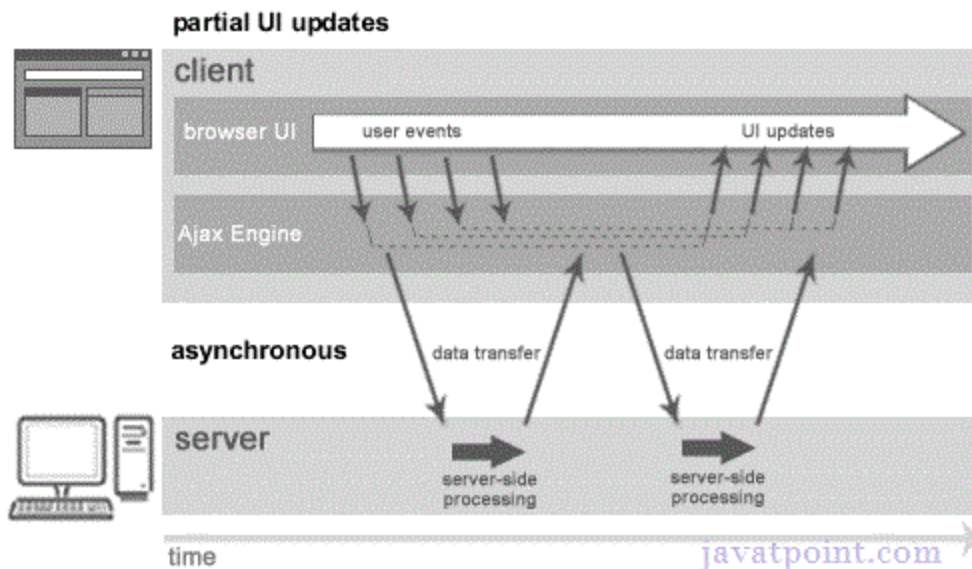 partial UI updates
client
browser UI
user events
UI updates
Ajax Engine
asynchronous
data transfer
data transfer
server
server-side
processing
server-side
processing
time
javatpoint.com